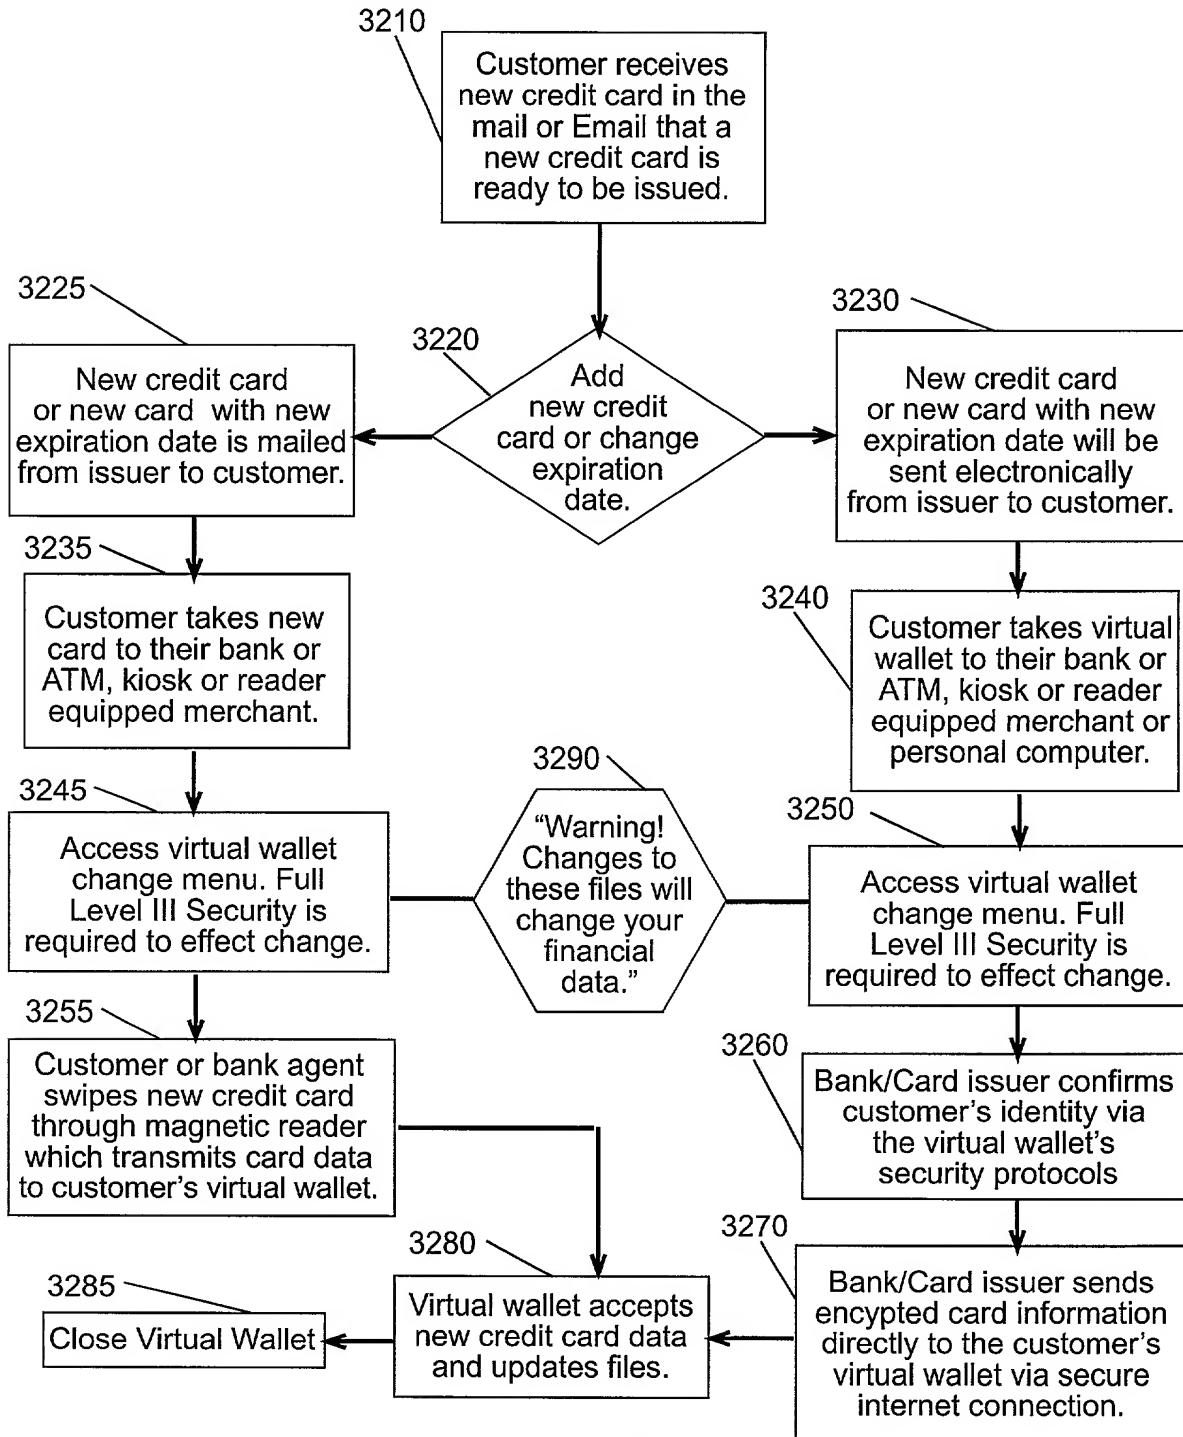 3210
Customer receives
new credit card in the
mail or Email that a
new credit card is
ready to be issued.
3225
New credit card
or new card with new
expiration date is mailed
from issuer to customer.
3220
Add
new credit
card or change
expiration
date.
3230
New credit card
or new card with new
expiration date will be
sent electronically
from issuer to customer.
3235
Customer takes new
card to their bank or
ATM, kiosk or reader
equipped merchant.
3240
Customer takes virtual
wallet to their bank or
ATM, kiosk or reader
equipped merchant or
personal computer.
3245
Access virtual wallet
change menu. Full
Level III Security is
required to effect change.
3290
“Warning!
Changes to
these files will
change your
financial
data.”
3250
Access virtual wallet
change menu. Full
Level III Security is
required to effect change.
3255
Customer or bank agent
swipes new credit card
through magnetic reader
which transmits card data
to customer’s virtual wallet.
3260
Bank/Card issuer confirms
customer’s identity via
the virtual wallet’s
security protocols
3270
Bank/Card issuer sends
encypted card information
directly to the customer’s
virtual wallet via secure
internet connection.
3280
Virtual wallet accepts
new credit card data
and updates files.
3285
Close Virtual Wallet